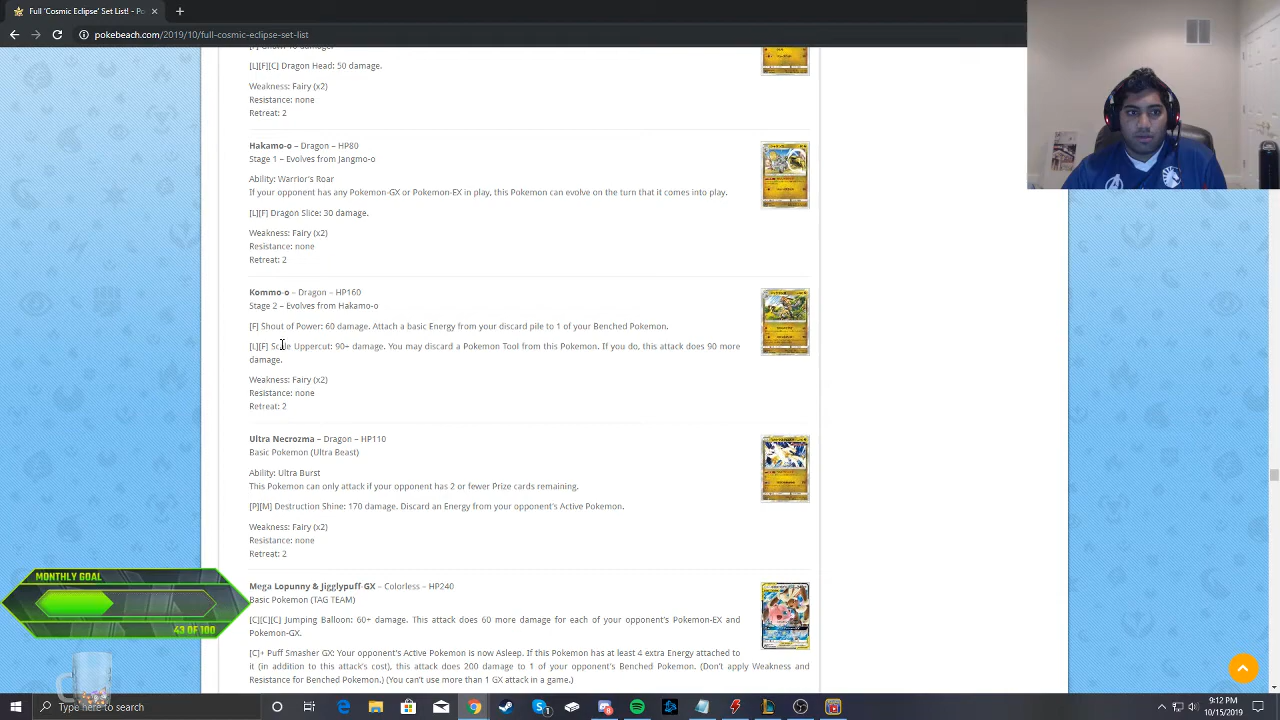 Full 'Cosmic Eclipse' Set List! - Po
pokebeach.com/2019/10/full-cosmic-eclipse-set-list
[L][F][C] Dragon Head: 50 damage.
Weakness: Fairy (x2)
Resistance: none
Retreat: 2
Hakamo-o – Dragon – HP80
Stage 1 – Evolves from Jangmo-o
Ability: Warrior's Roar
If your opponent has any Pokemon-GX or Pokemon-EX in play, this Pokemon can evolve on the turn that it comes into play.
[L][F] Dragon Slice: 30 damage.
Weakness: Fairy (x2)
Resistance: none
Retreat: 2
Kommo-o – Dragon – HP160
Stage 2 – Evolves from Hakamo-o
[F] Shout of Power: damage. Attach a basic Energy from your discard pile to 1 of your Benched Pokemon.
[L][F] Scale Uppercut: 90+ damage. You may discard a Pokemon Tool from this Pokemon. If you do, this attack does 90 more
damage.
Weakness: Fairy (x2)
Resistance: none
Retreat: 2
Ultra Necrozma – Dragon – HP110
Basic Pokemon (Ultra Beast)
Ability: Ultra Burst
This Pokemon can only attack if your opponent has 2 or fewer Prize cards remaining.
[P][M] Destruction Shine: 170 damage. Discard an Energy from your opponent's Active Pokemon.
Weakness: Fairy (x2)
Resistance: none
Retreat: 2
Mega Lopunny & Jigglypuff-GX – Colorless – HP240
Basic Pokemon (TAG TEAM)
[C][C][C] Jumping Balloon: 60+ damage. This attack does 60 more damage for each of your opponent's Pokemon-EX and
Pokemon-GX.
[C]+ Puff Smasher GX Your opponent's Active Pokemon is now Asleep. If this Pokemon has at least 4 extra Energy attached to
it (in addition to this attack's cost), this attack does 200 damage to 1 of your opponent's Benched Pokemon. (Don't apply Weakness and
Resistance for Benched Pokemon.) (You can't use more than 1 GX attack in a game.)
MONTHLY GOAL
43 OF 100
Type here to search
9:12 PM
10/15/2019